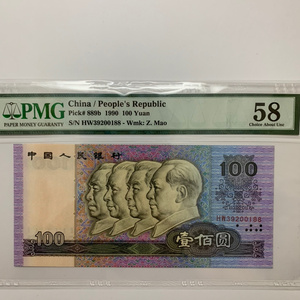 PMG
PAPER MONEY GUARANTY
China / People's Republic
Pick# 889b 1990 100 Yuan
S/N HW39200188 - Wmk: Z. Mao
58
Choice About Unc
中国人民银行
100
HW39200188
100
壹佰圆